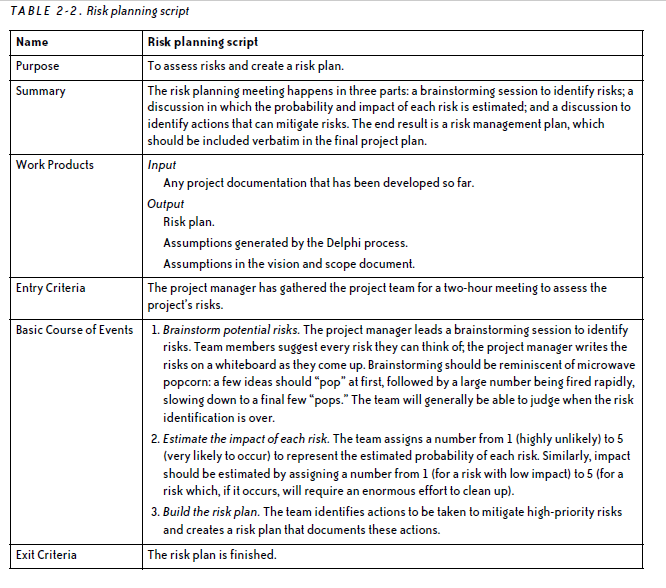 TABLE 2-2. Risk planning script
Name Risk planning script
Purpose To assess risks and create a risk plan.
Summary The risk planning meeting happens in three parts: a brainstorming session to identify risks; a
discussion in which the probability and impact of each risk is estimated; and a discussion to
identify actions that can mitigate risks. The end result is a risk management plan, which
should be included verbatim in the final project plan.
Work Products Input
Any project documentation that has been developed so far.
Output
Risk plan.
Assumptions generated by the Delphi process.
Assumptions in the vision and scope document.
Entry Criteria The project manager has gathered the project team for a two-hour meeting to assess the
project's risks.
Basic Course of Events 1. Brainstorm potential risks. The project manager leads a brainstorming session to identify
risks. Team members suggest every risk they can think of; the project manager writes the
risks on a whiteboard as they come up. Brainstorming should be reminiscent of microwave
popcorn: a few ideas should “pop” at first, followed by a large number being fired rapidly,
slowing down to a final few “pops.” The team will generally be able to judge when the risk
identification is over.
2. Estimate the impact of each risk. The team assigns a number from 1 (highly unlikely) to 5
(very likely to occur) to represent the estimated probability of each risk. Similarly, impact
should be estimated by assigning a number from 1 (for a risk with low impact) to 5 (for a
risk which, if it occurs, will require an enormous effort to clean up).
3. Build the risk plan. The team identifies actions to be taken to mitigate high-priority risks
and creates a risk plan that documents these actions.
Exit Criteria The risk plan is finished.